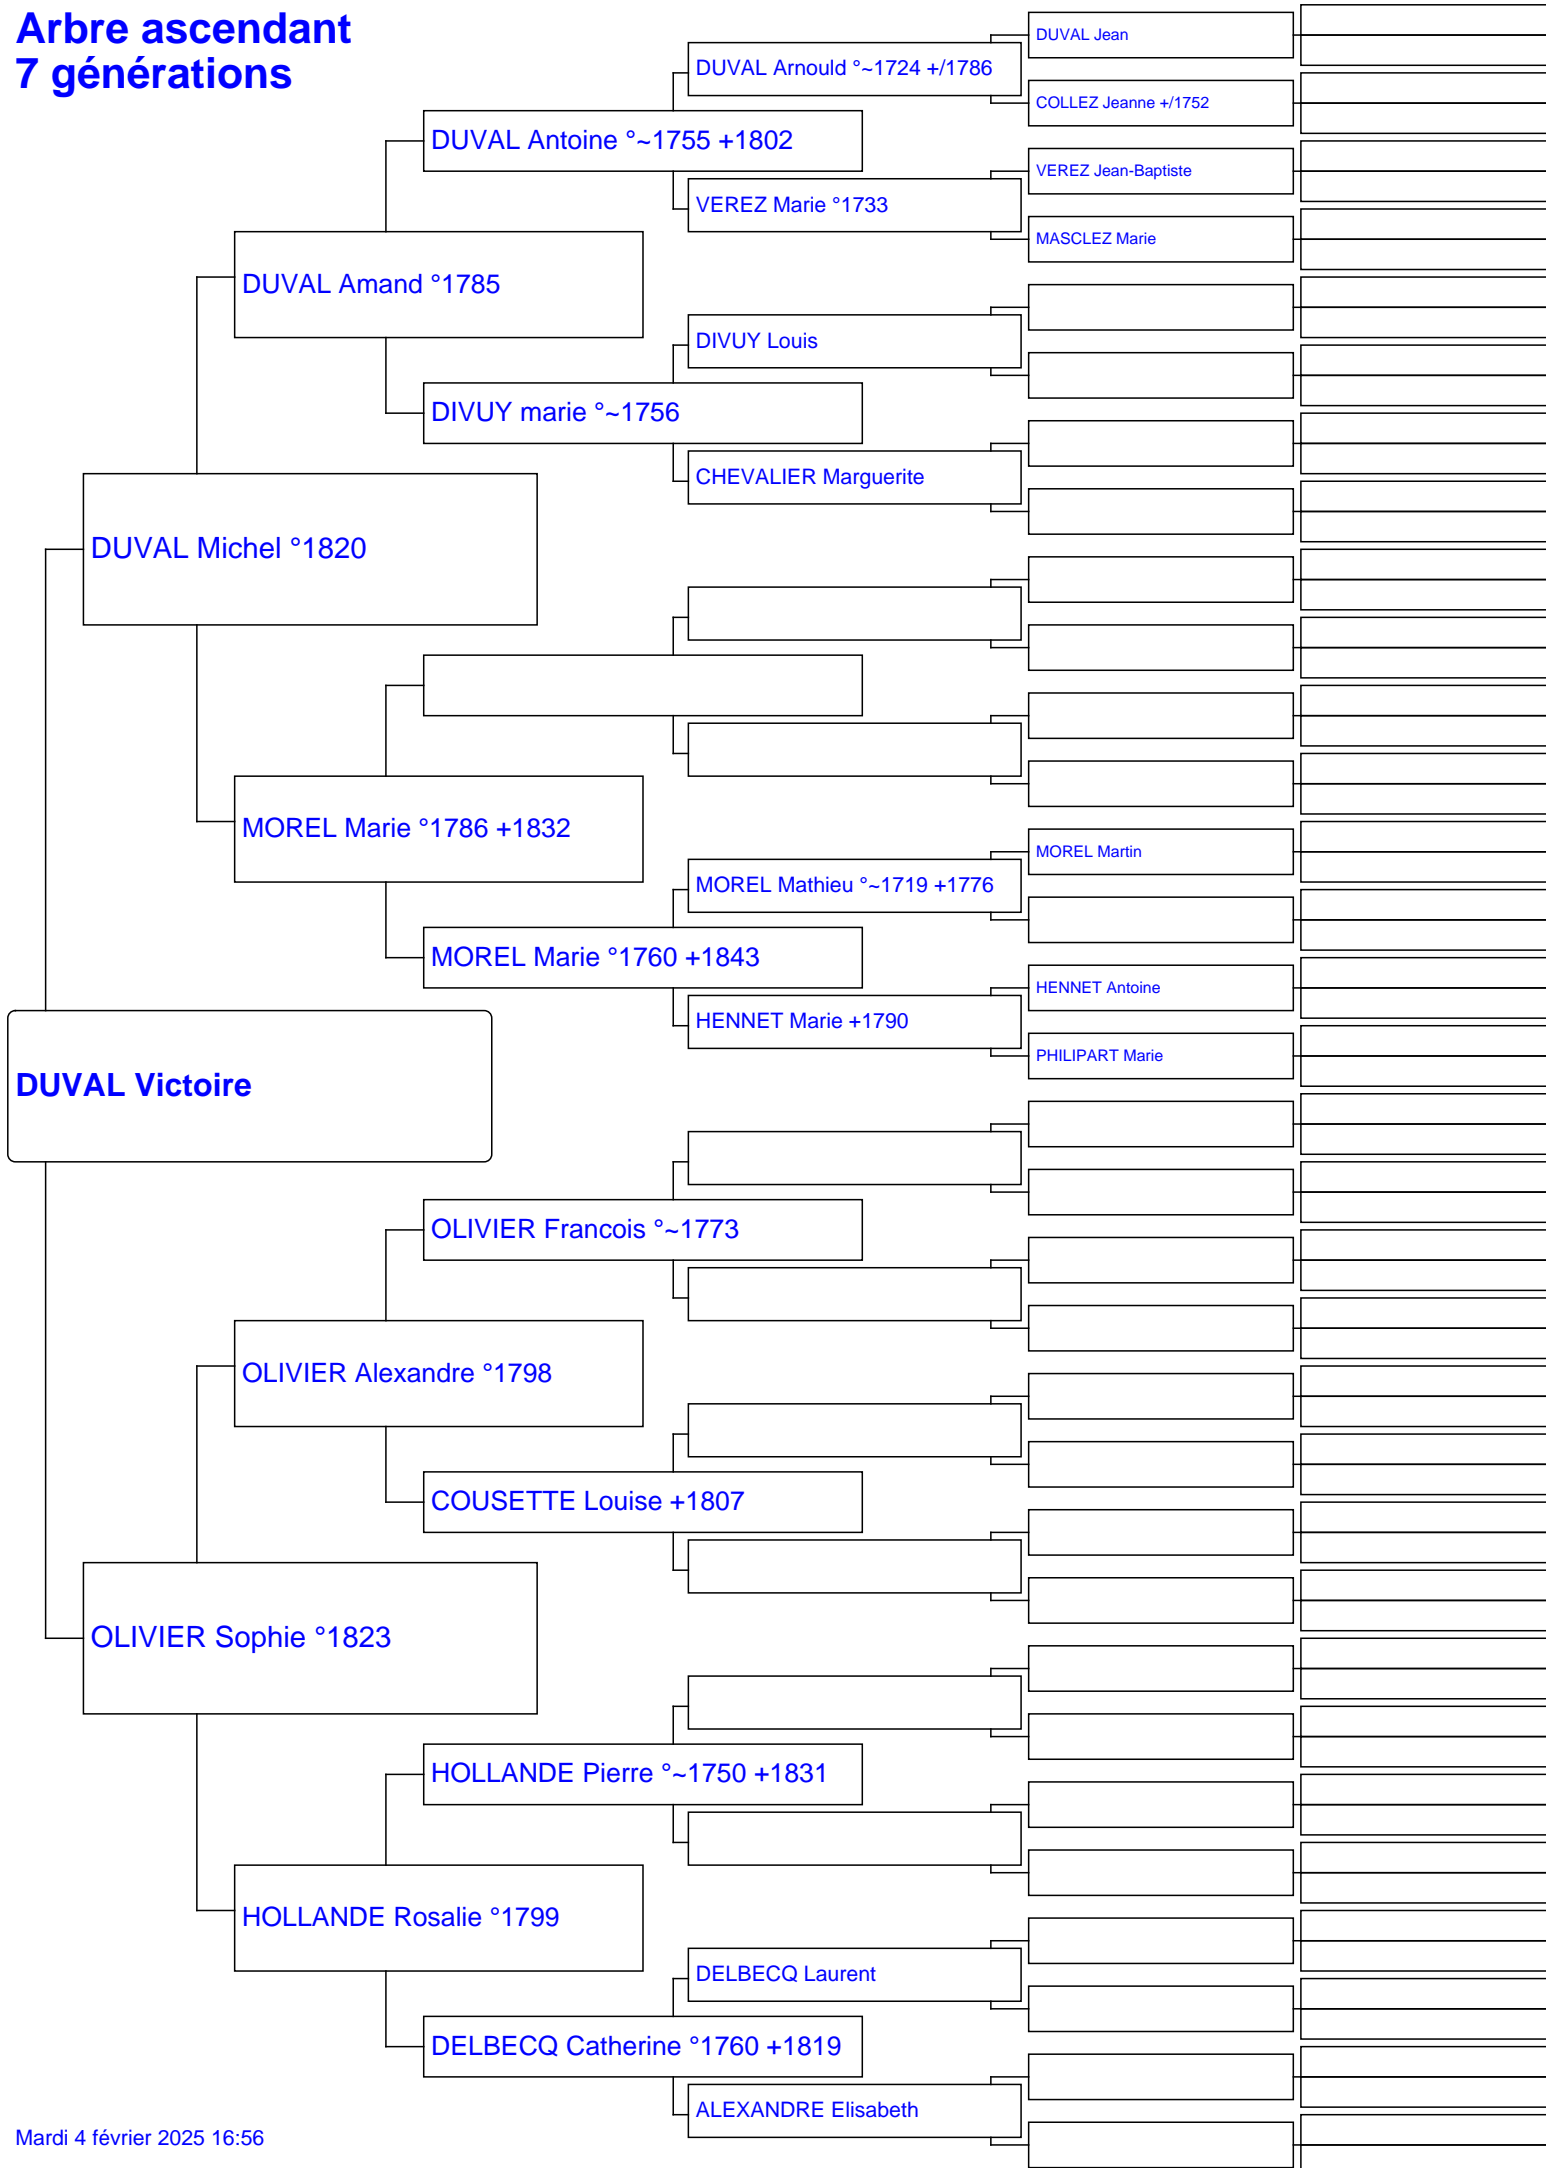 Arbre ascendant
7 générations
DUVAL Jean
DUVAL Arnould °~1724 +/1786
COLLEZ Jeanne +/1752
DUVAL Antoine °~1755 +1802
VEREZ Jean-Baptiste
VEREZ Marie °1733
MASCLEZ Marie
DUVAL Amand °1785
DIVUY Louis
DIVUY marie °~1756
CHEVALIER Marguerite
DUVAL Michel °1820
MOREL Marie °1786 +1832
MOREL Martin
MOREL Mathieu °~1719 +1776
MOREL Marie °1760 +1843
HENNET Antoine
HENNET Marie +1790
PHILIPART Marie
DUVAL Victoire
OLIVIER Francois °~1773
OLIVIER Alexandre °1798
COUSETTE Louise +1807
OLIVIER Sophie °1823
HOLLANDE Pierre °~1750 +1831
HOLLANDE Rosalie °1799
DELBECQ Laurent
DELBECQ Catherine °1760 +1819
ALEXANDRE Elisabeth
Mardi 4 février 2025 16:56